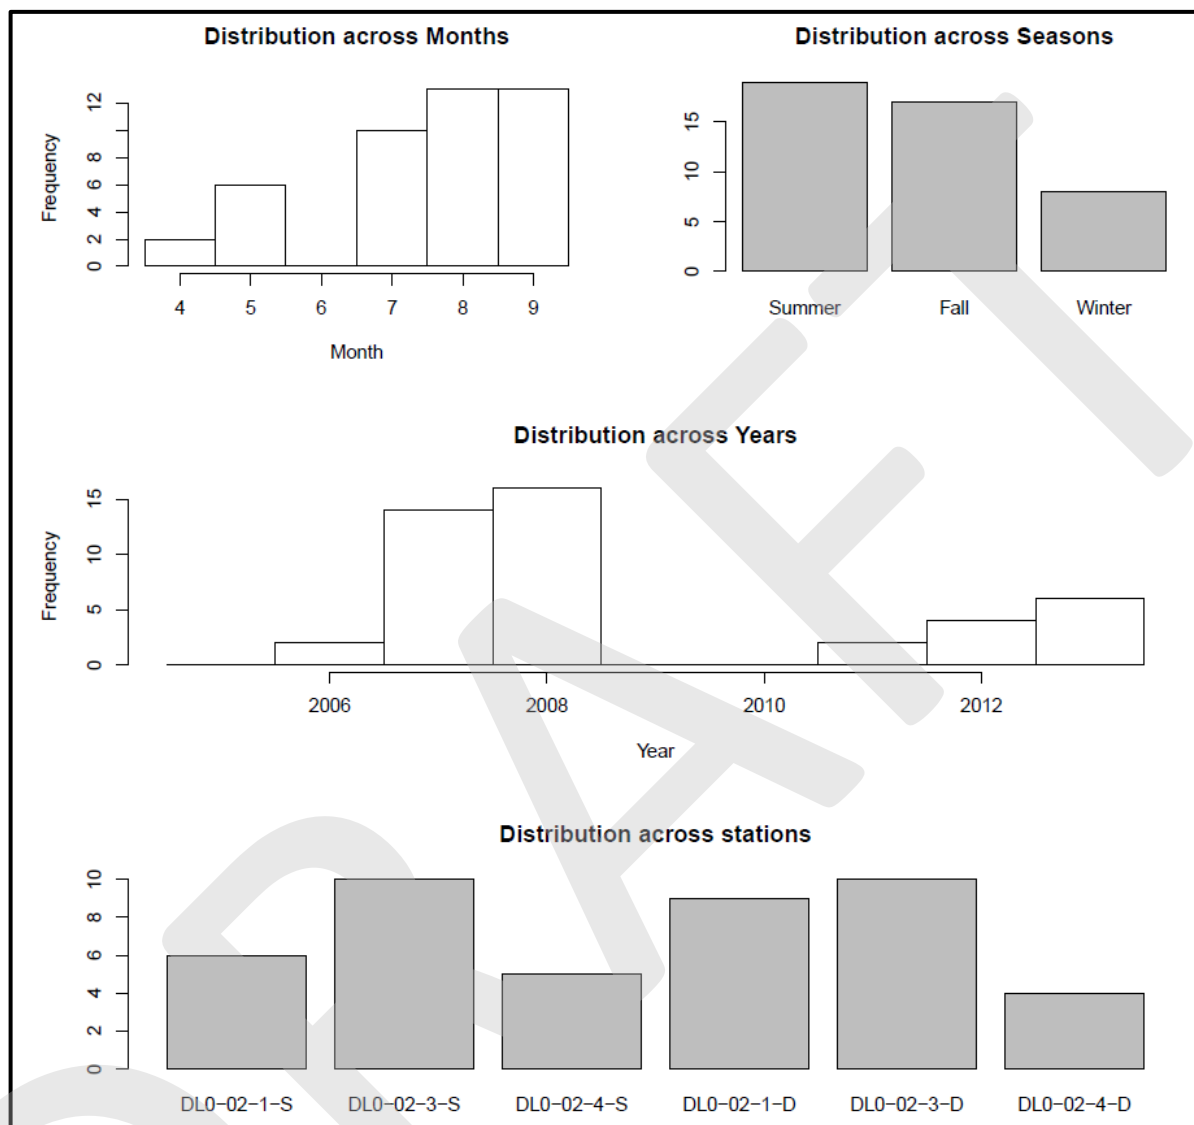 Distribution across Months
Frequency
12
8
6
4
2
0
4 5 6 7 8 9
Month
Distribution across Seasons
15
10
5
0
Summer Fall Winter
Distribution across Years
Frequency
15
10
5
0
2006 2008 2010 2012
Year
Distribution across stations
10
8
6
4
2
0
DL0-02-1-S DL0-02-3-S DL0-02-4-S DL0-02-1-D DL0-02-3-D DL0-02-4-D
DRAFT